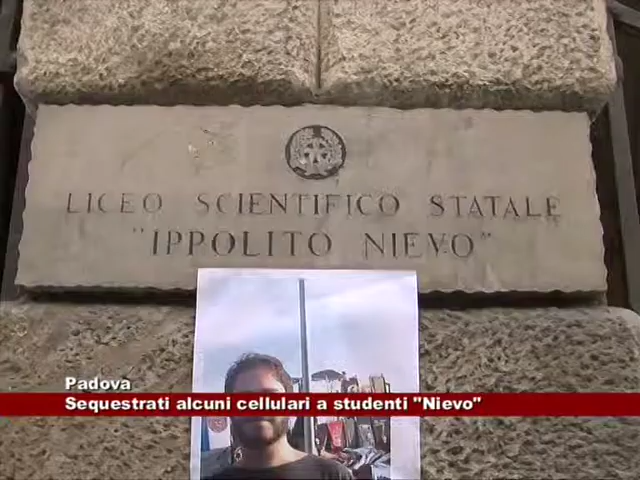 LICEO SCIENTIFICO STATALE
"IPPOLITO NIEVO"
Padova
Sequestrati alcuni cellulari a studenti "Nievo"